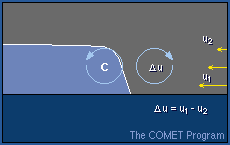 u2
C
Δu
u1
Δu = u1 - u2
The COMET Program